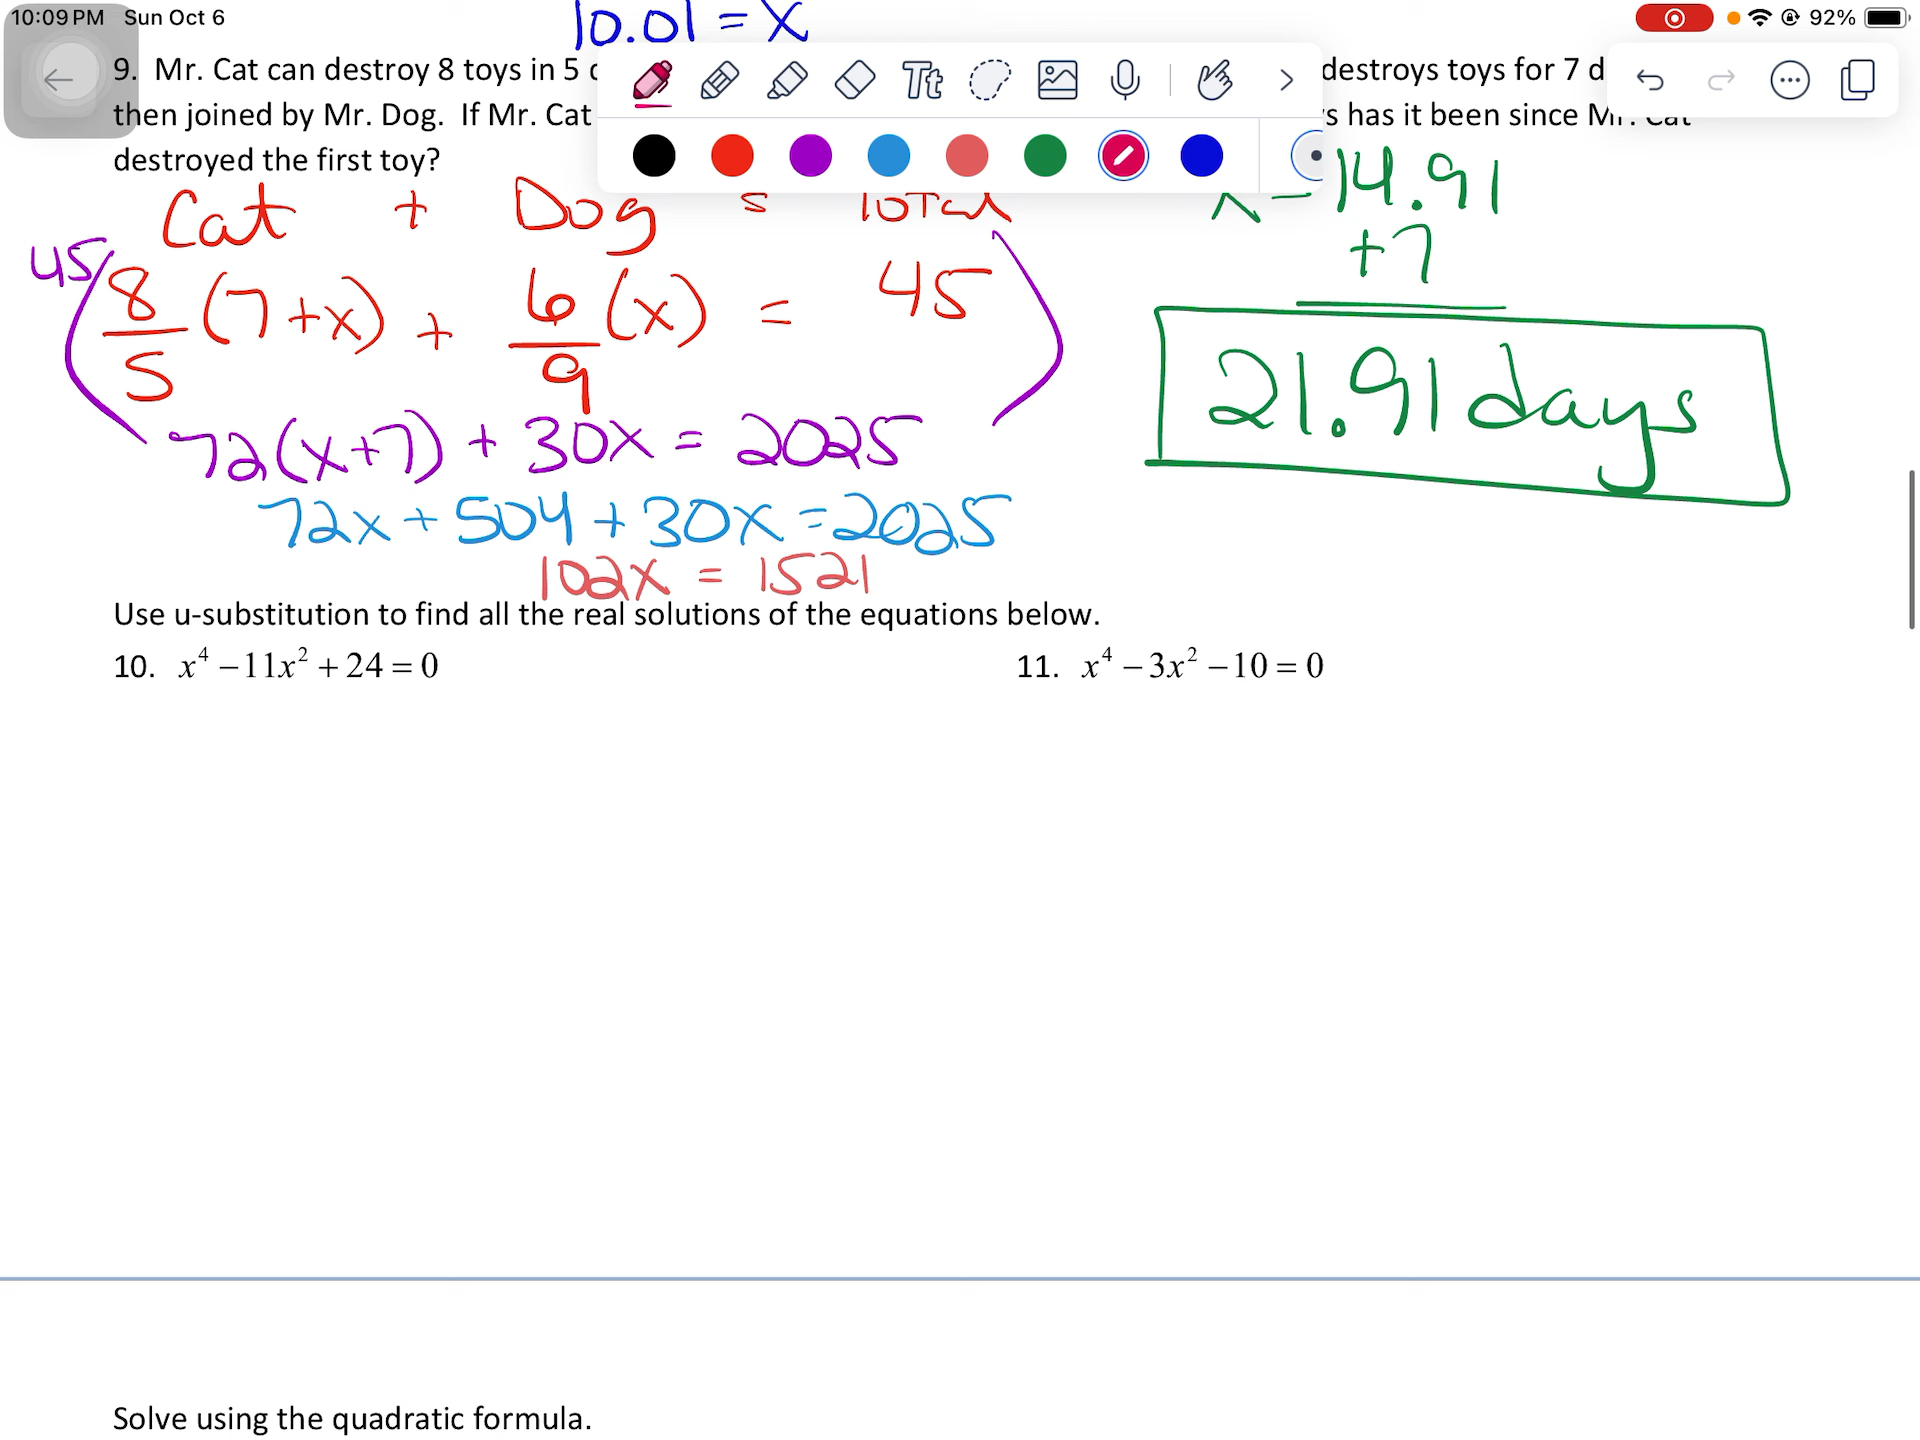 10:09 PM Sun Oct 6
92%
10.01 = x
9. Mr. Cat can destroy 8 toys in 5 destroys toys for 7 d
then joined by Mr. Dog. If Mr. Cat s has it been since Mr. Cat
destroyed the first toy?
Tt
Cat + Dog = Total
45 8/5 (7+x) + 6/9 (x) = 45
72(x+7) + 30x = 2025
72x + 504 + 30x = 2025
102x = 1521
14.91
+7
21.91 days
Use u-substitution to find all the real solutions of the equations below.
10. x⁴ − 11x² + 24 = 0
11. x⁴ − 3x² − 10 = 0
Solve using the quadratic formula.